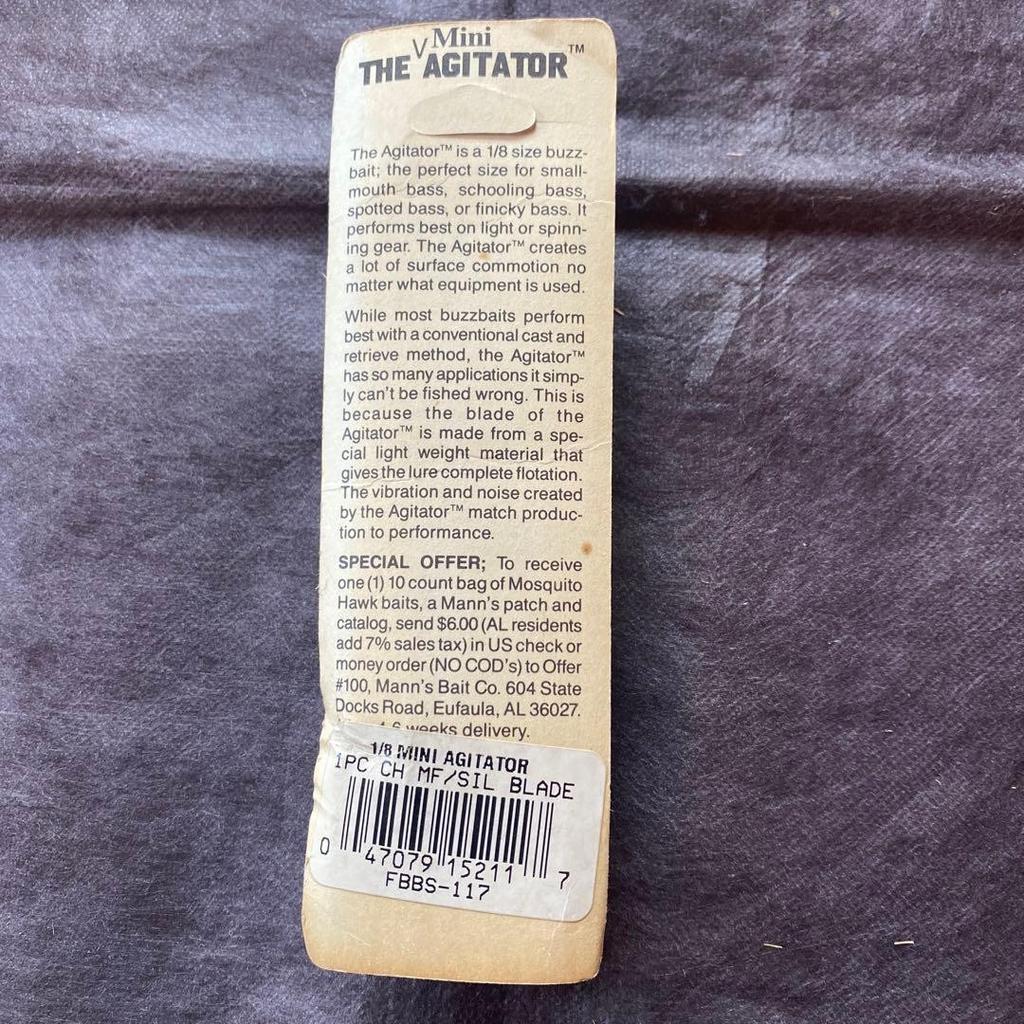 Mini
THE V AGITATOR™
The Agitator™ is a 1/8 size buzz-
bait; the perfect size for small-
mouth bass, schooling bass,
spotted bass, or finicky bass. It
performs best on light or spinn-
ing gear. The Agitator™ creates
a lot of surface commotion no
matter what equipment is used.
While most buzzbaits perform
best with a conventional cast and
retrieve method, the Agitator™
has so many applications it simp-
ly can't be fished wrong. This is
because the blade of the
Agitator™ is made from a spe-
cial light weight material that
gives the lure complete flotation.
The vibration and noise created
by the Agitator™ match produc-
tion to performance.
SPECIAL OFFER; To receive
one (1) 10 count bag of Mosquito
Hawk baits, a Mann's patch and
catalog, send $6.00 (AL residents
add 7% sales tax) in US check or
money order (NO COD's) to Offer
#100, Mann's Bait Co. 604 State
Docks Road, Eufaula, AL 36027.
4-6 weeks delivery.
1/8 MINI AGITATOR
1PC CH MF/SIL BLADE
0 47079 15211 7
FBBS-117